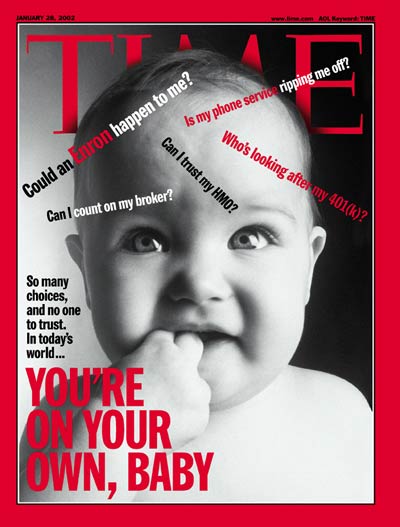 JANUARY 28, 2002
www.time.com AOL Keyword: TIME
TIME
Could an Enron happen to me?
Is my phone service ripping me off?
Can I trust my HMO?
Who's looking after my 401(k)?
Can I count on my broker?
So many
choices,
and no one
to trust.
In today's
world...
YOU'RE
ON YOUR
OWN, BABY